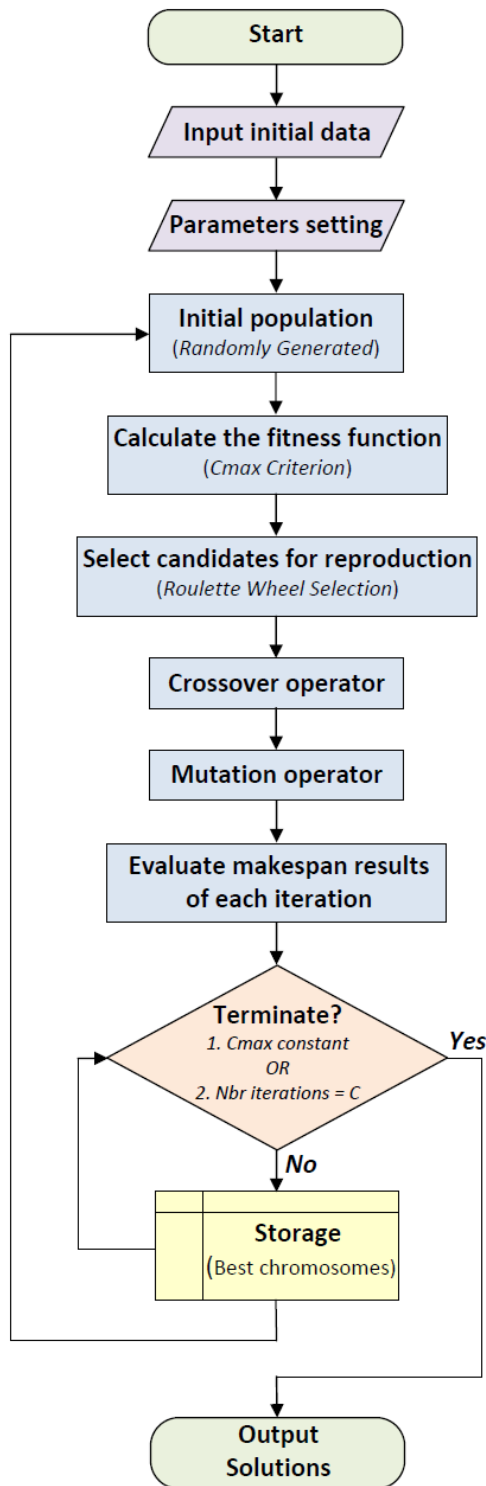 Start
Input initial data
Parameters setting
Initial population
(Randomly Generated)
Calculate the fitness function
(Cmax Criterion)
Select candidates for reproduction
(Roulette Wheel Selection)
Crossover operator
Mutation operator
Evaluate makespan results
of each iteration
Terminate?
1. Cmax constant
OR
2. Nbr iterations = C
Yes
No
Storage
(Best chromosomes)
Output
Solutions